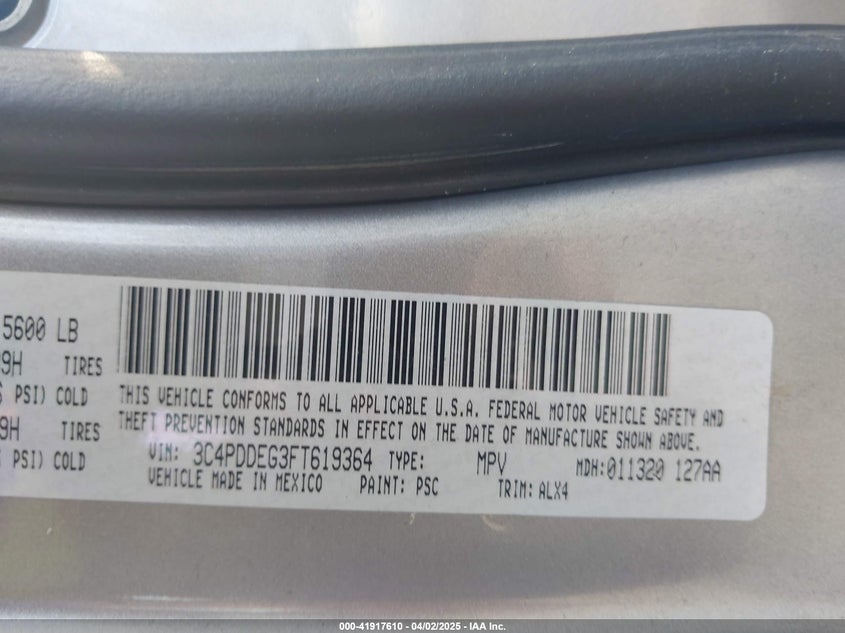 5600 LB
9H TIRES
PSI) COLD
9H TIRES
PSI) COLD
THIS VEHICLE CONFORMS TO ALL APPLICABLE U.S.A. FEDERAL MOTOR VEHICLE SAFETY AND
THEFT PREVENTION STANDARDS IN EFFECT ON THE DATE OF MANUFACTURE SHOWN ABOVE.
VIN: 3C4PDDEG3FT619364 TYPE: MPV MDH:011320 127AA
VEHICLE MADE IN MEXICO PAINT: PSC TRIM: ALX4
000-41917610 - 04/02/2025 - IAA Inc.